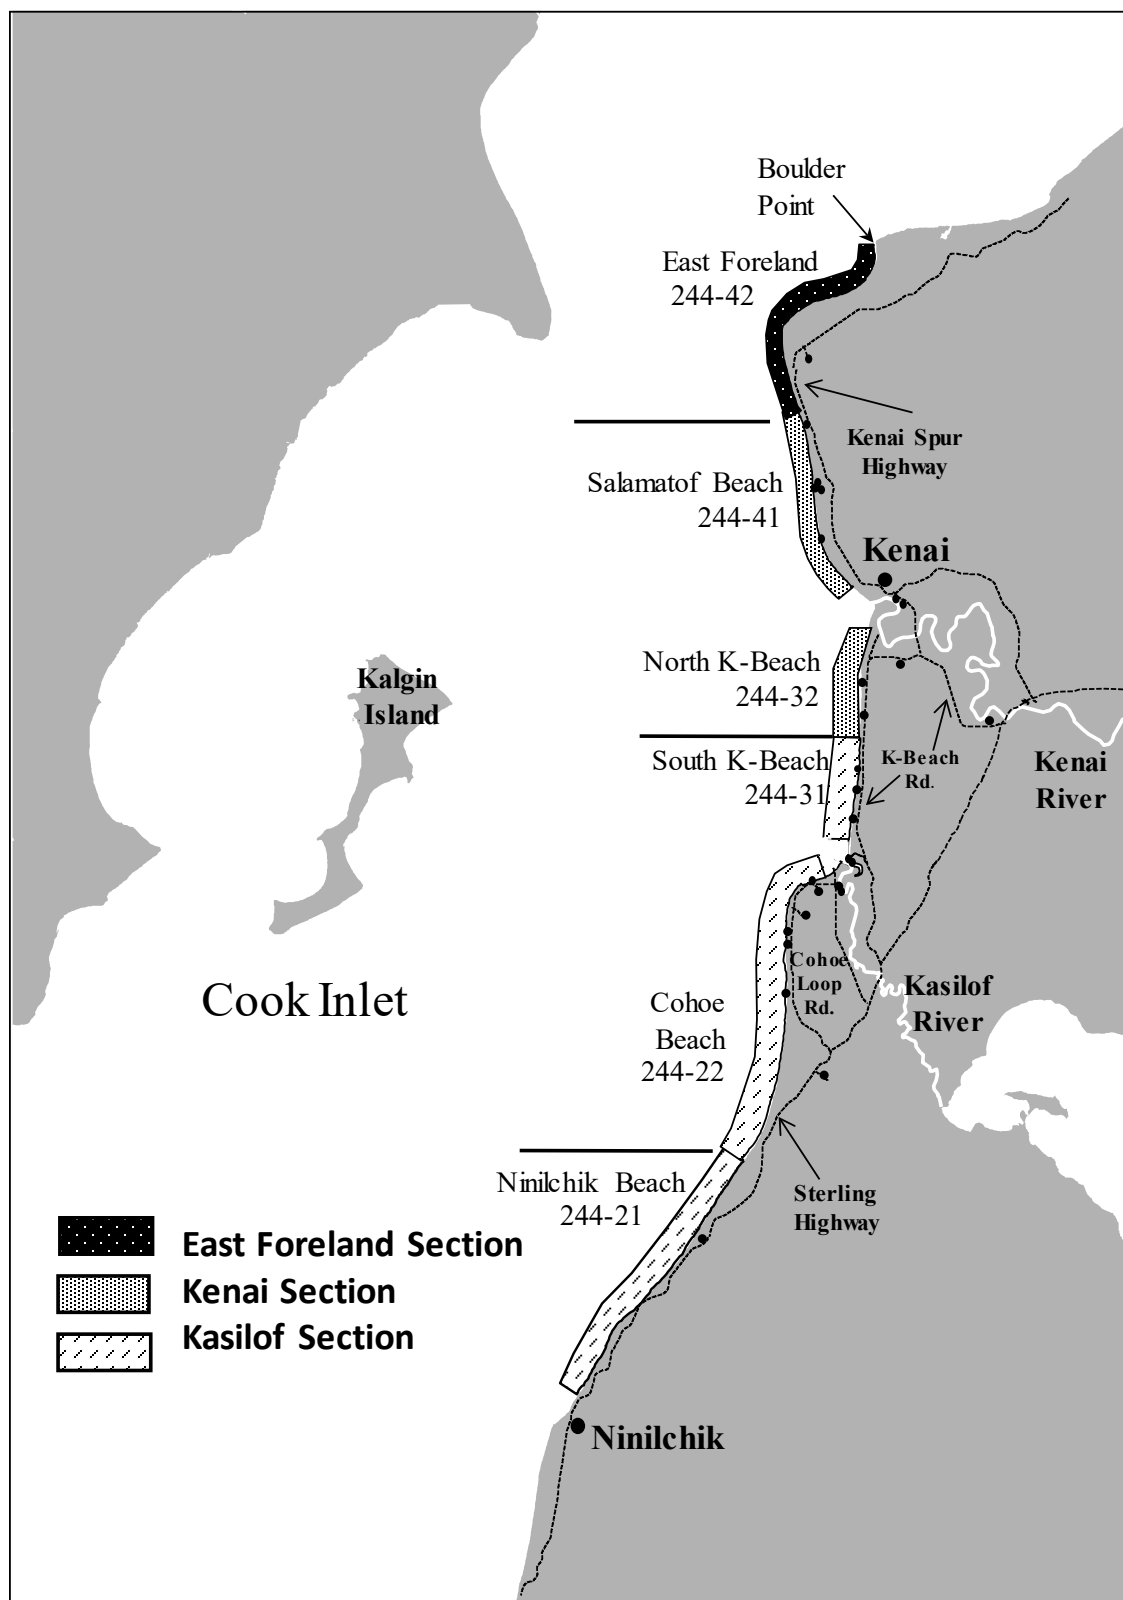 Boulder
Point
East Foreland
244-42
Kenai Spur
Highway
Salamatof Beach
244-41
Kenai
North K-Beach
244-32
Kalgin
Island
South K-Beach
244-31
K-Beach
Rd.
Kenai
River
Cohoe
Loop
Rd.
Kasilof
River
Cook Inlet
Cohoe
Beach
244-22
Ninilchik Beach
244-21
Sterling
Highway
East Foreland Section
Kenai Section
Kasilof Section
Ninilchik